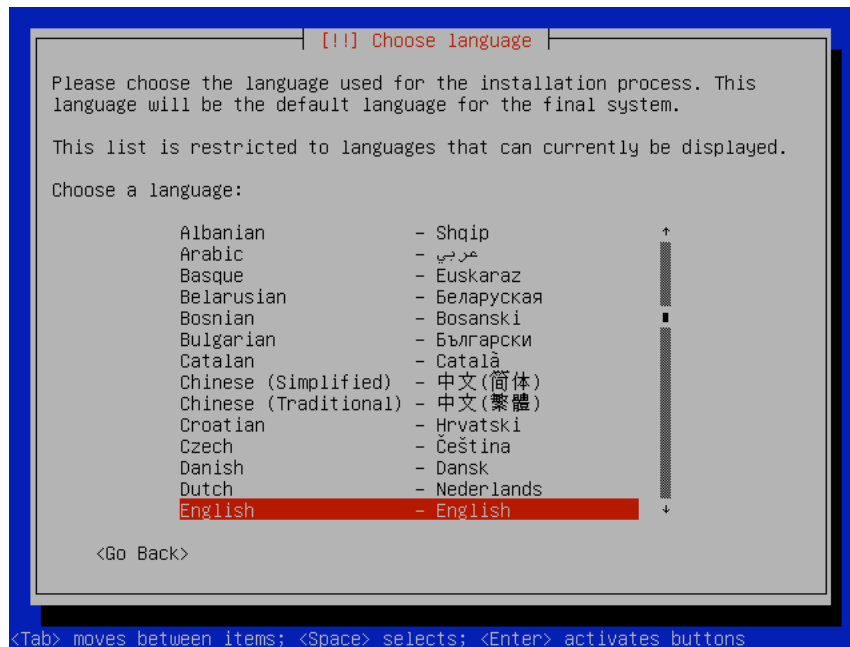 [!!] Choose language
Please choose the language used for the installation process. This
language will be the default language for the final system.
This list is restricted to languages that can currently be displayed.
Choose a language:
Albanian - Shqip ↑
Arabic - عربي
Basque - Euskaraz
Belarusian - Беларуская
Bosnian - Bosanski
Bulgarian - Български
Catalan - Català
Chinese (Simplified) - 中文(简体)
Chinese (Traditional) - 中文(繁體)
Croatian - Hrvatski
Czech - Čeština
Danish - Dansk
Dutch - Nederlands
English - English ↓
<Go Back>
<Tab> moves between items; <Space> selects; <Enter> activates buttons